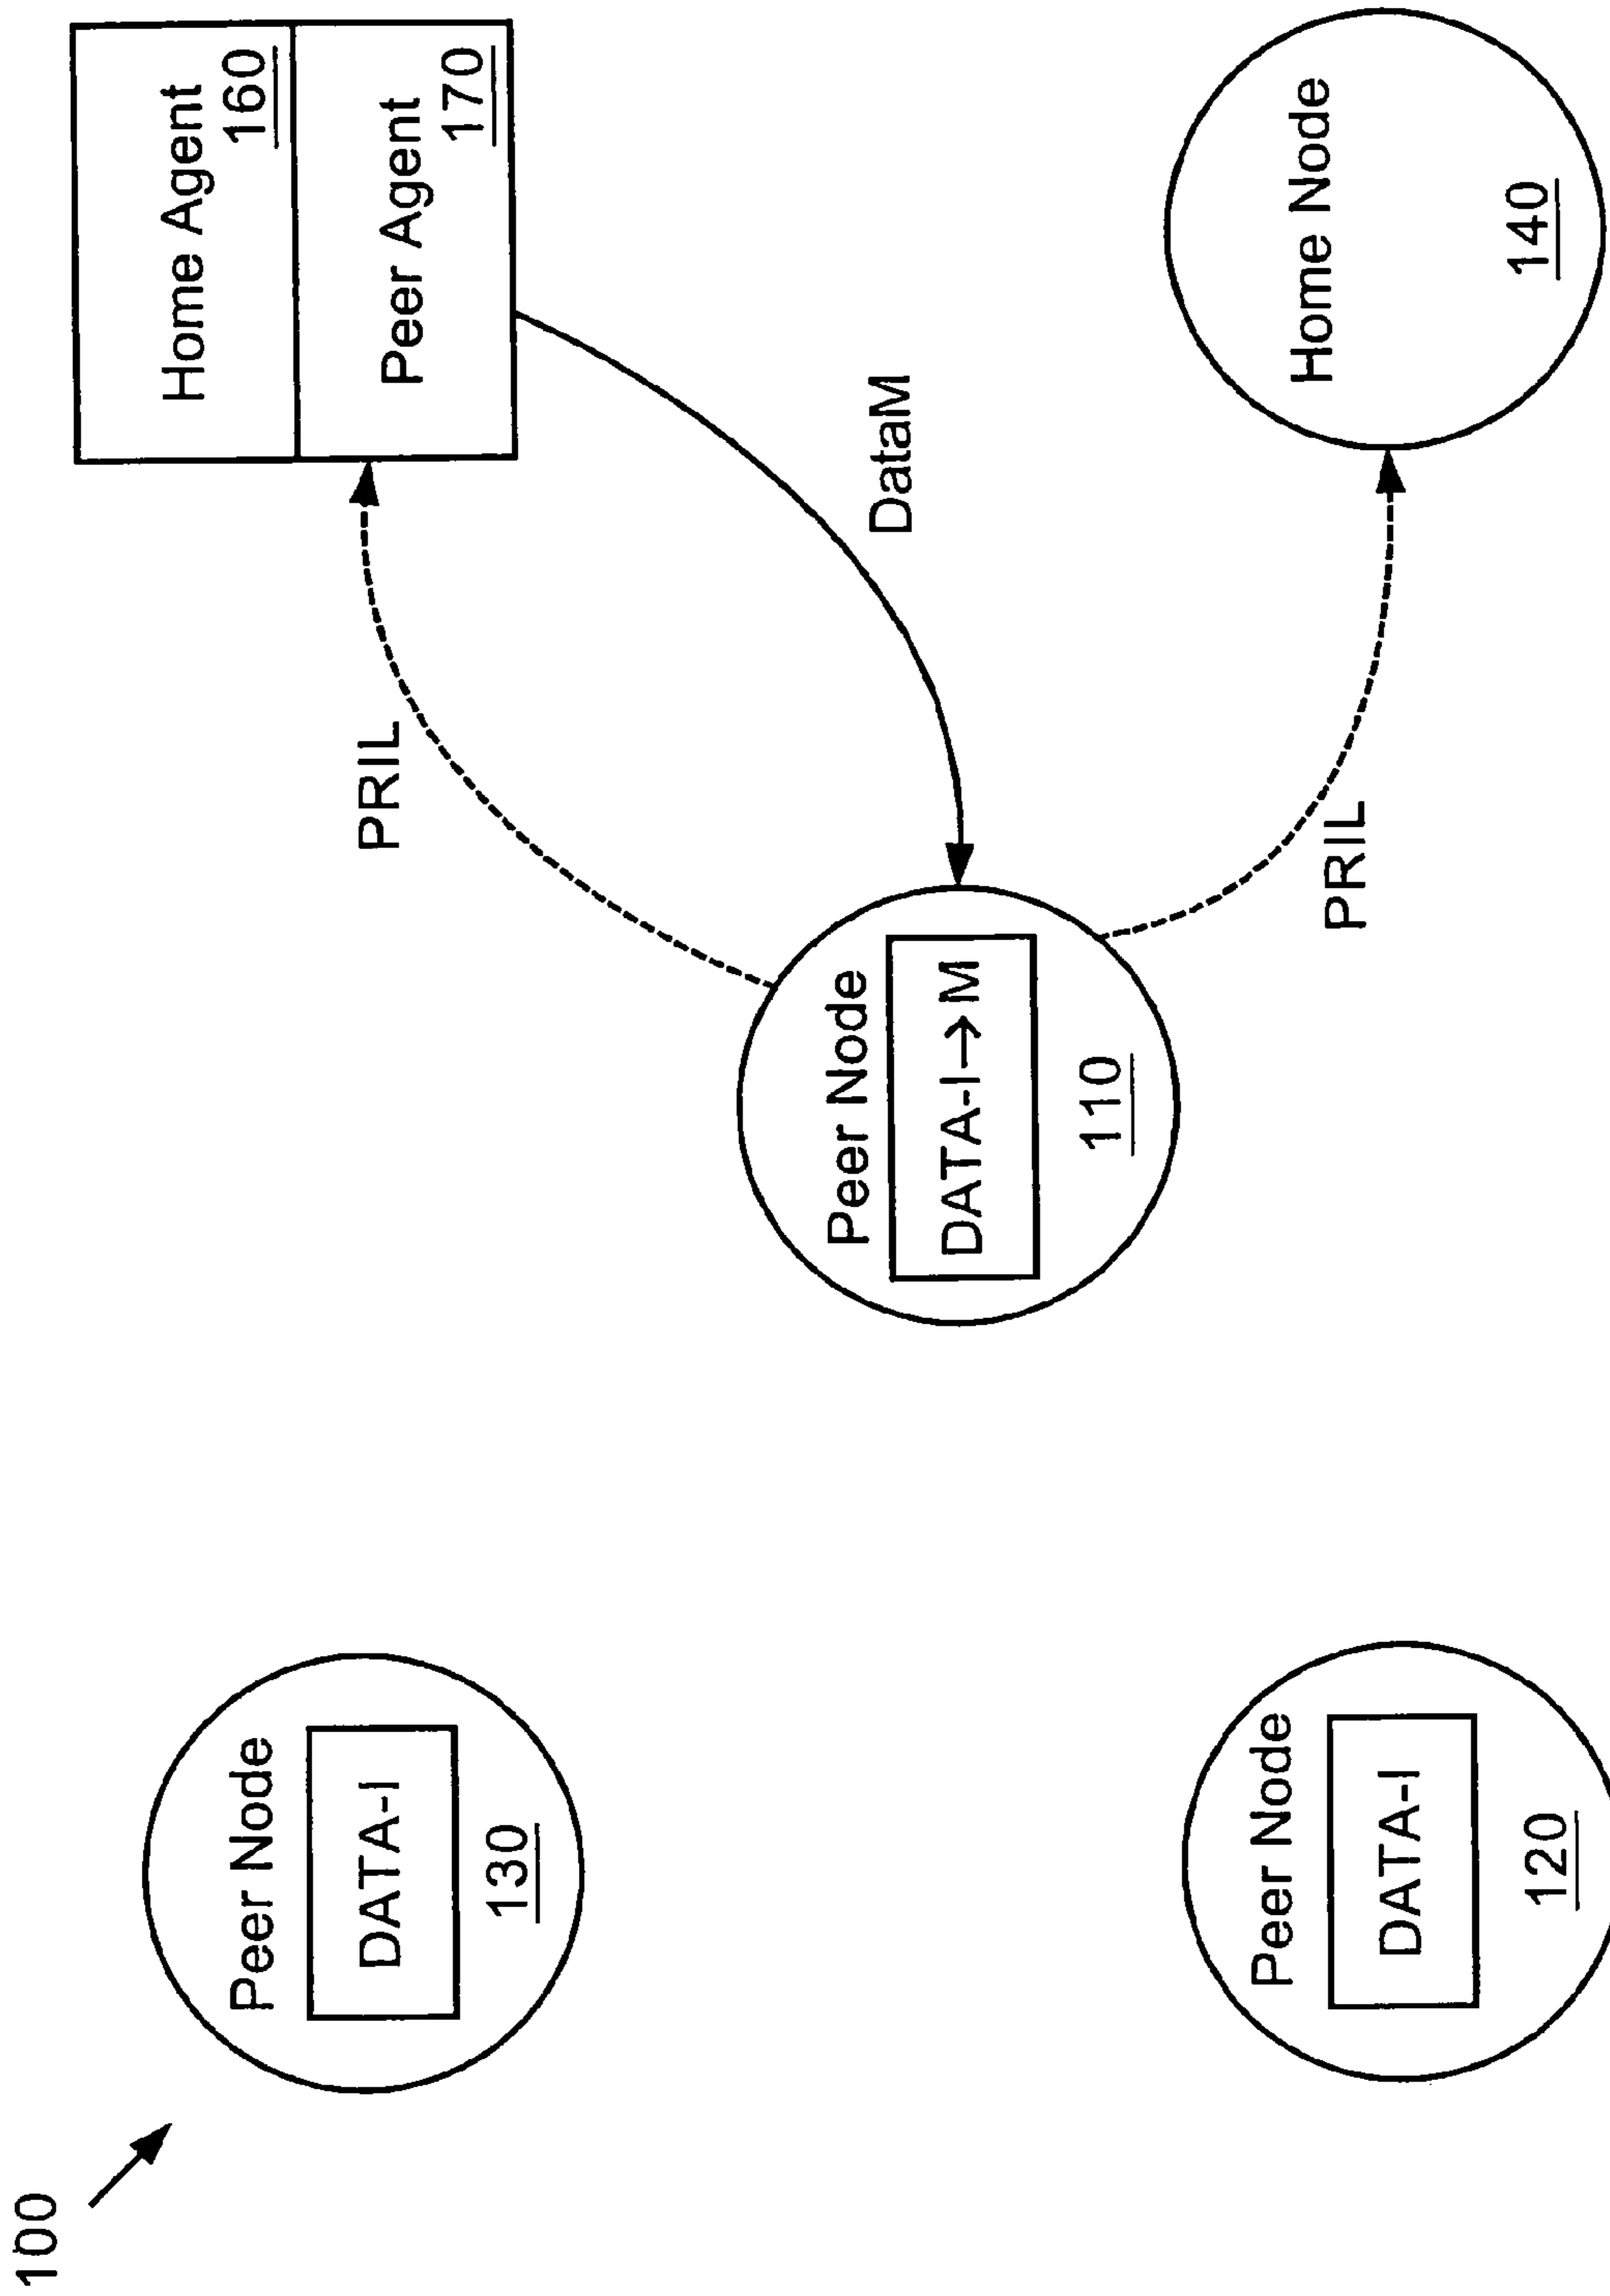 100
Peer Node
DATA-I
130
Peer Node
DATA-I
120
Peer Node
DATA-I→M
110
PRIL
PRIL
DataM
Home Agent
160
Peer Agent
170
Home Node
140